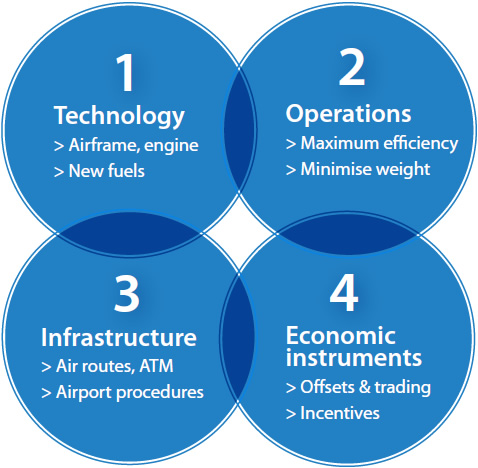 1
Technology
> Airframe, engine
> New fuels
2
Operations
> Maximum efficiency
> Minimise weight
3
Infrastructure
> Air routes, ATM
> Airport procedures
4
Economic
instruments
> Offsets & trading
> Incentives